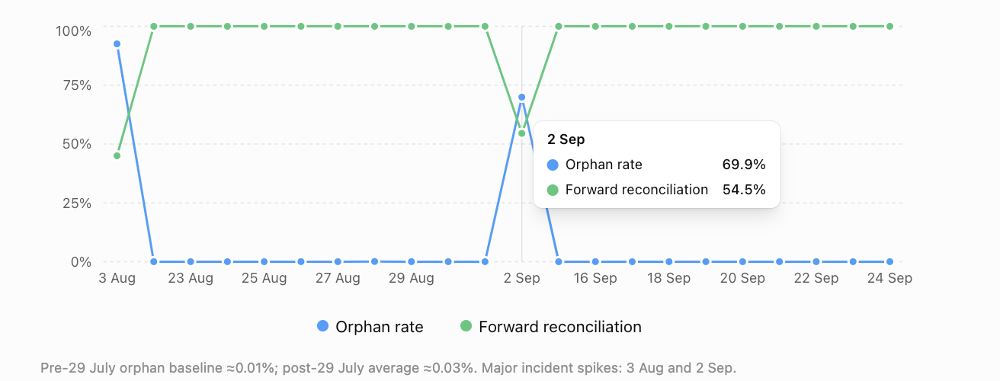 100%
75%
50%
25%
0%
3 Aug 23 Aug 25 Aug 27 Aug 29 Aug 2 Sep 16 Sep 18 Sep 20 Sep 22 Sep 24 Sep
2 Sep
Orphan rate 69.9%
Forward reconciliation 54.5%
Orphan rate Forward reconciliation
Pre-29 July orphan baseline ≈0.01%; post-29 July average ≈0.03%. Major incident spikes: 3 Aug and 2 Sep.